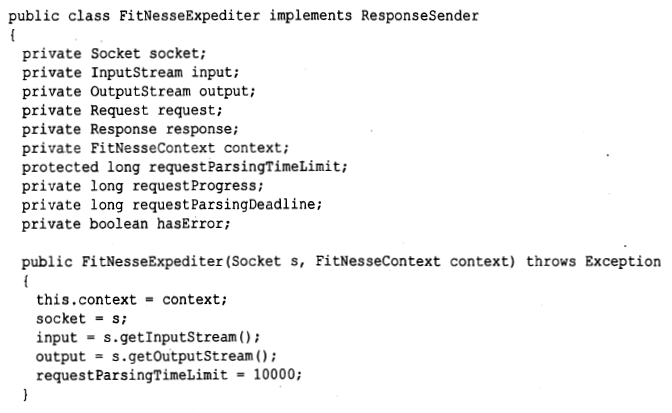 public class FitNesseExpediter implements ResponseSender
{
  private Socket socket;
  private InputStream input;
  private OutputStream output;
  private Request request;
  private Response response;
  private FitNesseContext context;
  protected long requestParsingTimeLimit;
  private long requestProgress;
  private long requestParsingDeadline;
  private boolean hasError;

  public FitNesseExpediter(Socket s, FitNesseContext context) throws Exception
  {
    this.context = context;
    socket = s;
    input = s.getInputStream();
    output = s.getOutputStream();
    requestParsingTimeLimit = 10000;
  }